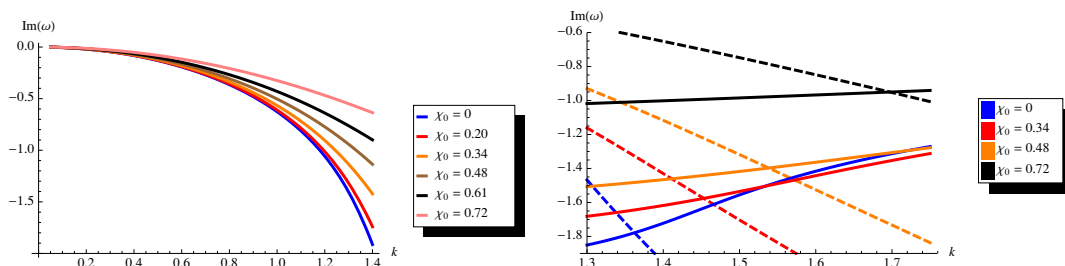 Im(ω)
0.0
-0.5
-1.0
-1.5
0.2 0.4 0.6 0.8 1.0 1.2 1.4 k
χ0 = 0
χ0 = 0.20
χ0 = 0.34
χ0 = 0.48
χ0 = 0.61
χ0 = 0.72
Im(ω)
-0.6
-0.8
-1.0
-1.2
-1.4
-1.6
-1.8
1.3 1.4 1.5 1.6 1.7 k
χ0 = 0
χ0 = 0.34
χ0 = 0.48
χ0 = 0.72